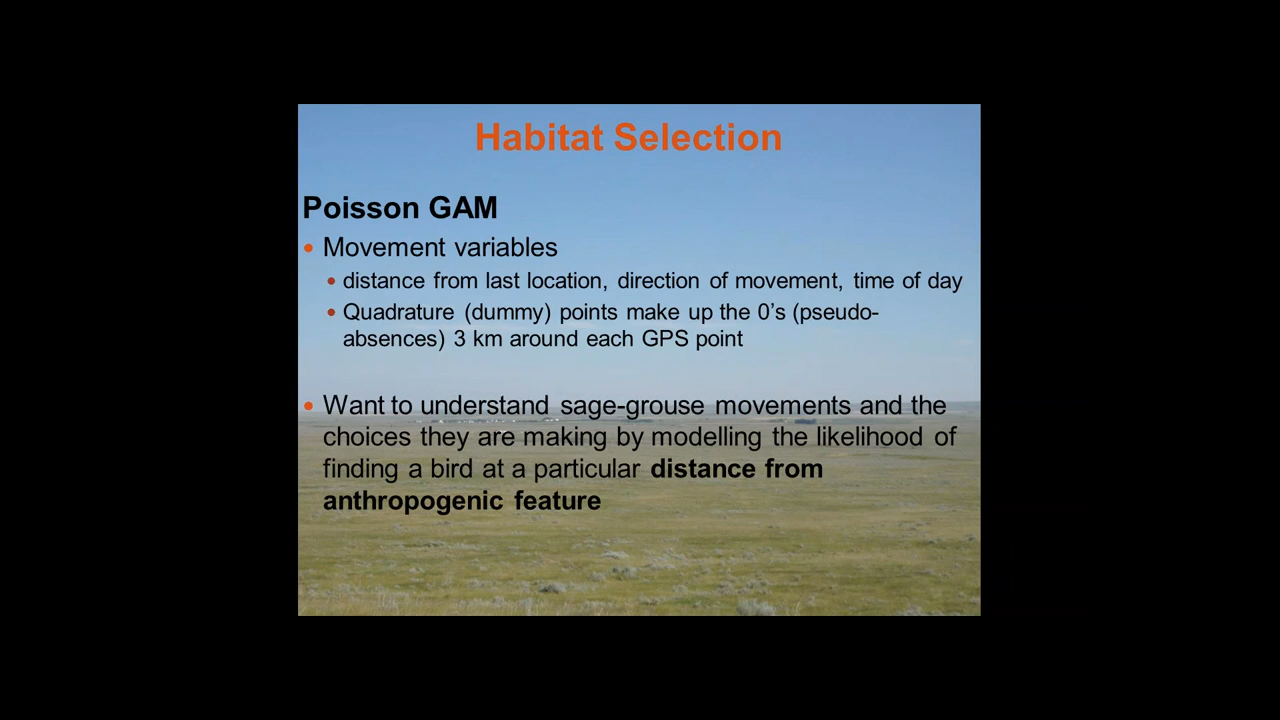 Habitat Selection
Poisson GAM
• Movement variables
• distance from last location, direction of movement, time of day
• Quadrature (dummy) points make up the 0’s (pseudo-
absences) 3 km around each GPS point
• Want to understand sage-grouse movements and the
choices they are making by modelling the likelihood of
finding a bird at a particular distance from
anthropogenic feature